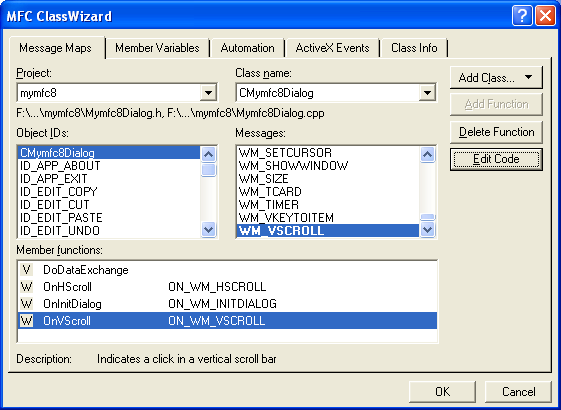 MFC ClassWizard
Message Maps
Member Variables
Automation
ActiveX Events
Class Info
Project:
Class name:
mymfc8
CMymfc8Dialog
Add Class...
F:\...\mymfc8\Mymfc8Dialog.h, F:\...\mymfc8\Mymfc8Dialog.cpp
Add Function
Object IDs:
Messages:
Delete Function
CMymfc8Dialog
ID_APP_ABOUT
ID_APP_EXIT
ID_EDIT_COPY
ID_EDIT_CUT
ID_EDIT_PASTE
ID_EDIT_UNDO
WM_SETCURSOR
WM_SHOWWINDOW
WM_SIZE
WM_TCARD
WM_TIMER
WM_VKEYTOITEM
WM_VSCROLL
Edit Code
Member functions:
V DoDataExchange
W OnHScroll ON_WM_HSCROLL
W OnInitDialog ON_WM_INITDIALOG
W OnVScroll ON_WM_VSCROLL
Description: Indicates a click in a vertical scroll bar
OK
Cancel